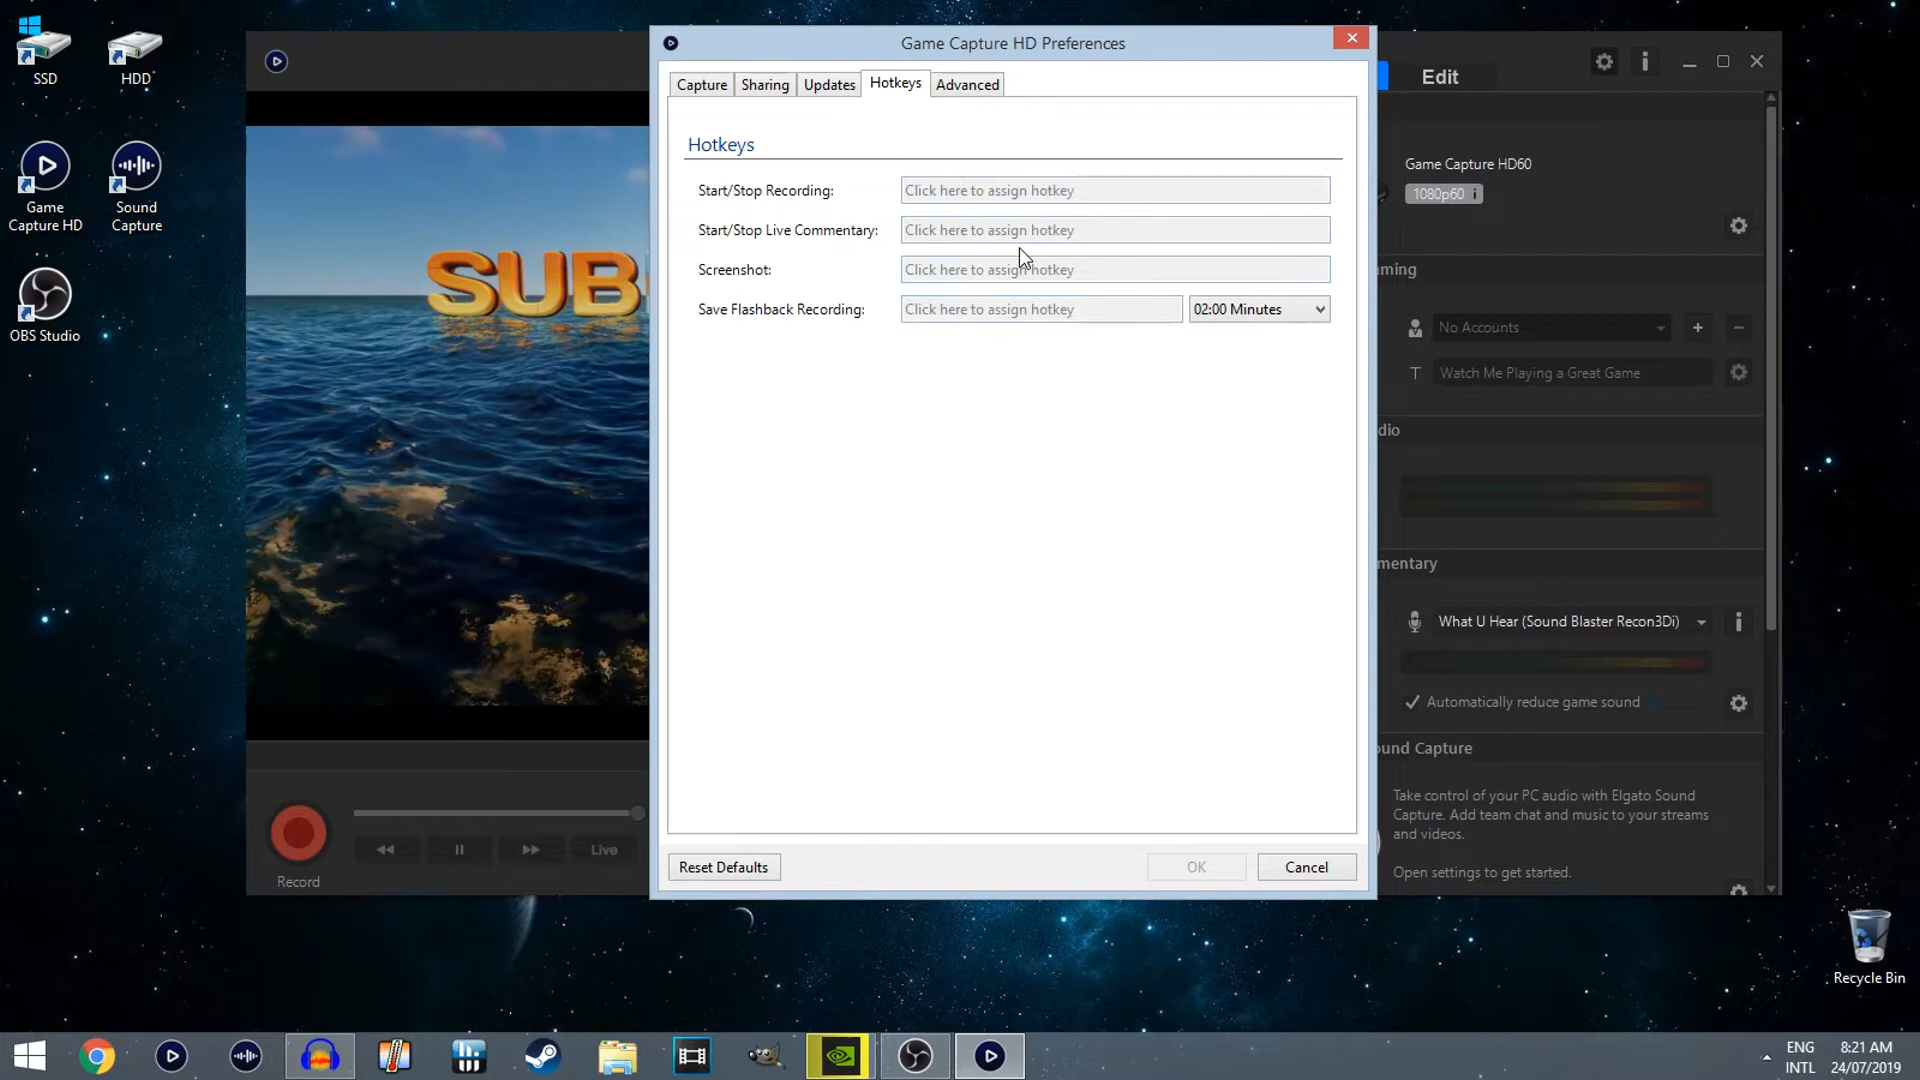 SSD
HDD
Game
Capture HD
Sound
Capture
OBS Studio
SUB
Game Capture HD Preferences
Capture
Sharing
Updates
Hotkeys
Advanced
Hotkeys
Start/Stop Recording:
Click here to assign hotkey
Start/Stop Live Commentary:
Click here to assign hotkey
Screenshot:
Click here to assign hotkey
Save Flashback Recording:
Click here to assign hotkey
02:00 Minutes
Reset Defaults
OK
Cancel
Edit
Game Capture HD60
1080p60 i
ming
No Accounts
T
Watch Me Playing a Great Game
dio
mentary
What U Hear (Sound Blaster Recon3Di)
Automatically reduce game sound
ound Capture
Take control of your PC audio with Elgato Sound
Capture. Add team chat and music to your streams
and videos.
Open settings to get started.
Live
Record
Recycle Bin
ENG
INTL
8:21 AM
24/07/2019